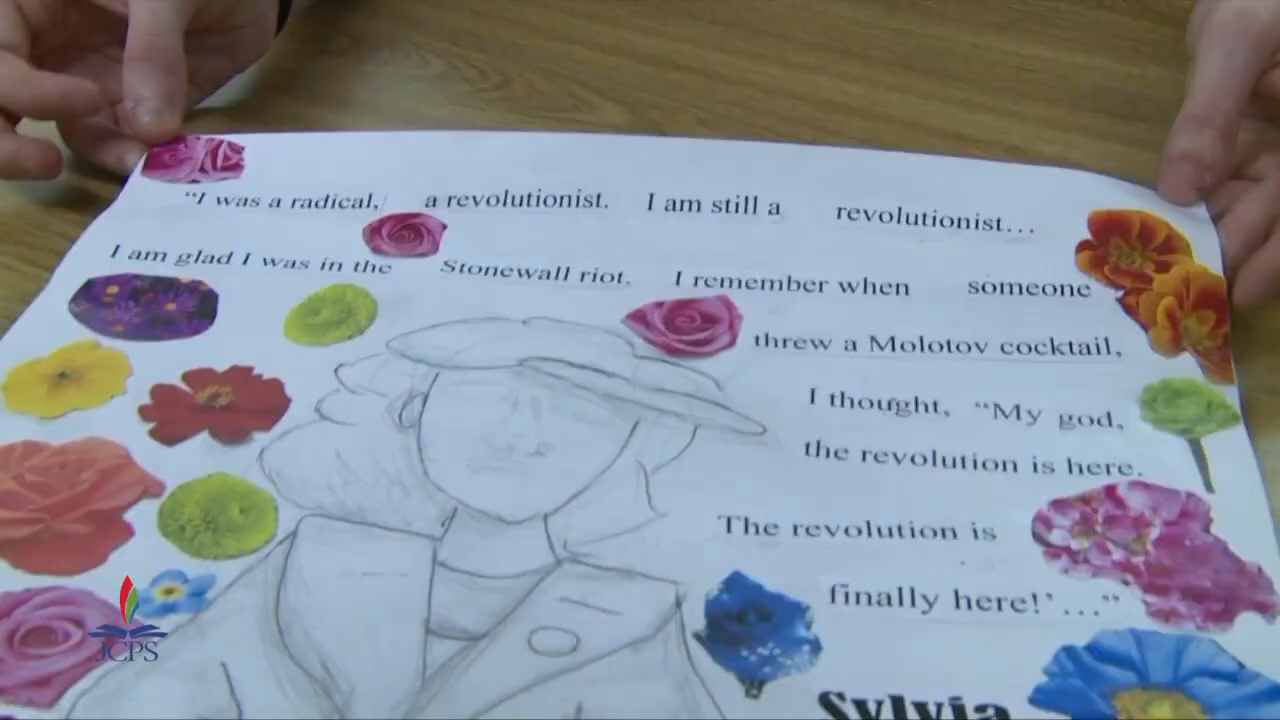 “I was a radical, a revolutionist. I am still a revolutionist...
I am glad I was in the Stonewall riot. I remember when someone
threw a Molotov cocktail,
I thought, “My god,
the revolution is here.
The revolution is
finally here!’...”
Sylvia
JCPS